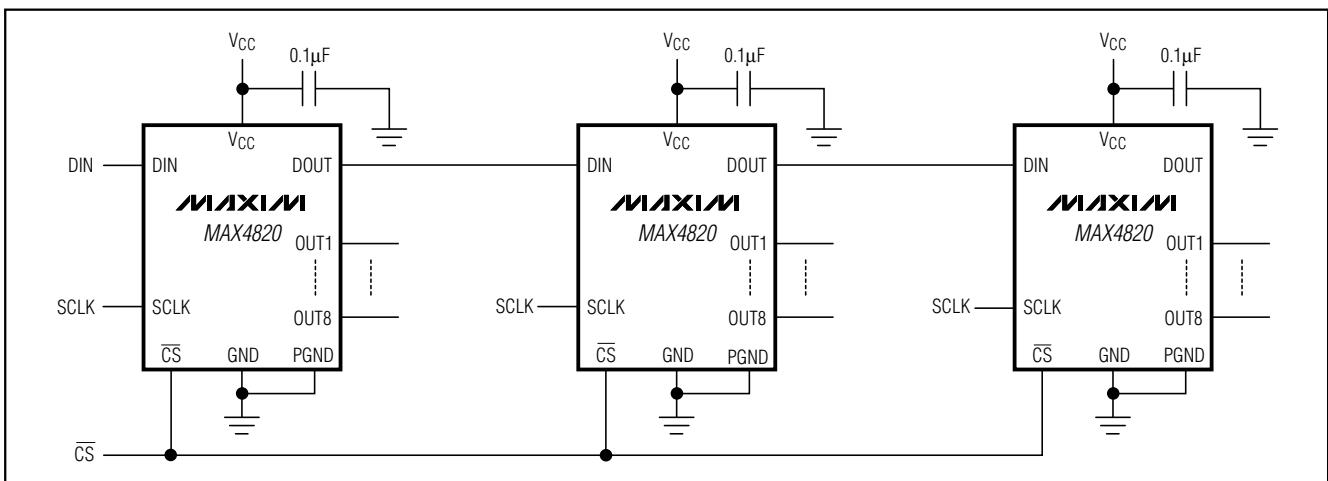 VCC
0.1µF
VCC
0.1µF
VCC
0.1µF
VCC
VCC
VCC
DIN
DIN
DOUT
DIN
DOUT
DIN
DOUT
MAXIM
MAXIM
MAXIM
MAX4820
MAX4820
MAX4820
OUT1
OUT1
OUT1
SCLK
SCLK
OUT8
SCLK
SCLK
OUT8
SCLK
SCLK
OUT8
CS
GND
PGND
CS
GND
PGND
CS
GND
PGND
CS